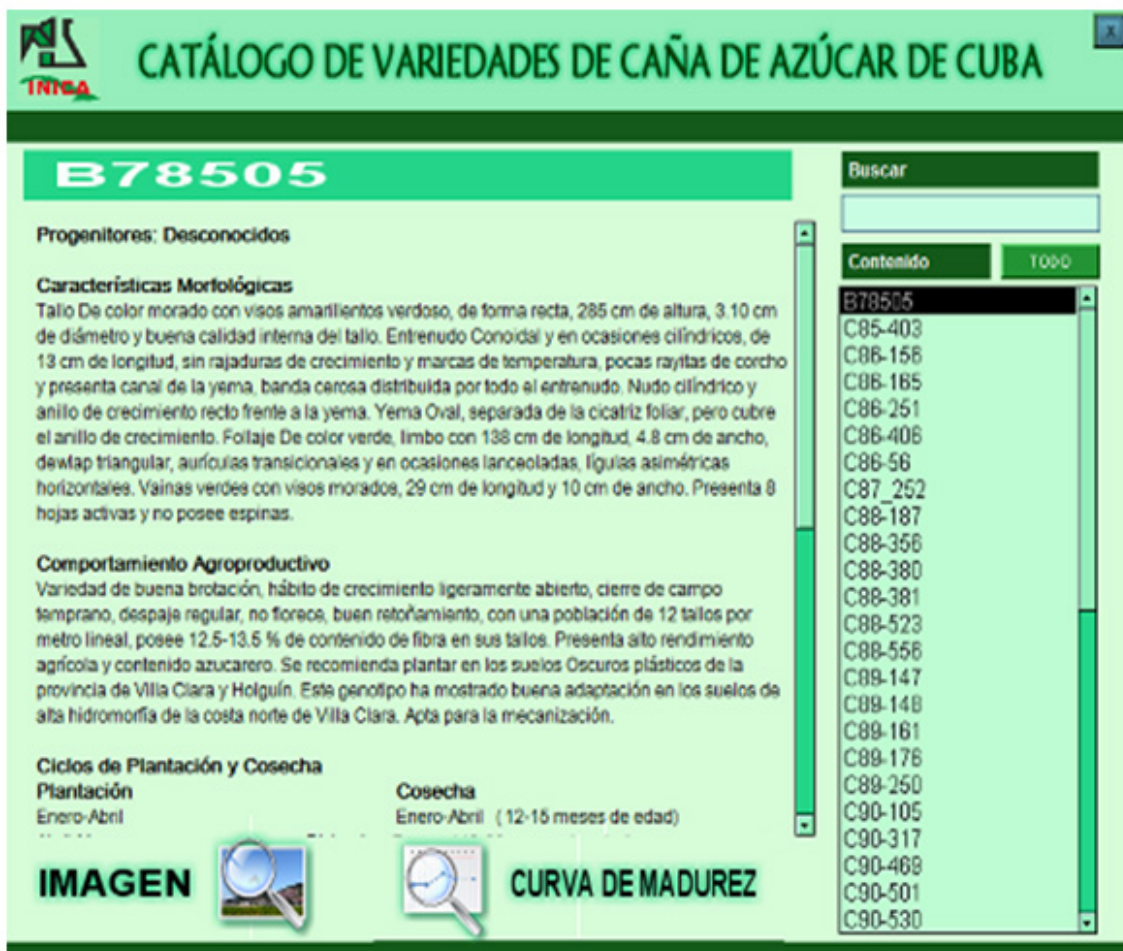 INICA
CATÁLOGO DE VARIEDADES DE CAÑA DE AZÚCAR DE CUBA
X
B78505
Progenitores: Desconocidos
Características Morfológicas
Tallo De color morado con visos amarillentos verdoso, de forma recta, 285 cm de altura, 3.10 cm
de diámetro y buena calidad interna del tallo. Entrenudo Conoidal y en ocasiones cilíndricos, de
13 cm de longitud, sin rajaduras de crecimiento y marcas de temperatura, pocas rayitas de corcho
y presenta canal de la yema, banda cerosa distribuida por todo el entrenudo. Nudo cilíndrico y
anillo de crecimiento recto frente a la yema. Yema Oval, separada de la cicatriz foliar, pero cubre
el anillo de crecimiento. Follaje De color verde, limbo con 138 cm de longitud, 4.8 cm de ancho,
dewlap triangular, aurículas transicionales y en ocasiones lanceoladas, lígulas asimétricas
horizontales. Vainas verdes con visos morados, 29 cm de longitud y 10 cm de ancho. Presenta 8
hojas activas y no posee espinas.
Comportamiento Agroproductivo
Variedad de buena brotación, hábito de crecimiento ligeramente abierto, cierre de campo
temprano, despaje regular, no florece, buen retoñamiento, con una población de 12 tallos por
metro lineal, posee 12.5-13.5 % de contenido de fibra en sus tallos. Presenta alto rendimiento
agrícola y contenido azucarero. Se recomienda plantar en los suelos Oscuros plásticos de la
provincia de Villa Clara y Holguín. Este genotipo ha mostrado buena adaptación en los suelos de
alta hidromorfía de la costa norte de Villa Clara. Apta para la mecanización.
Ciclos de Plantación y Cosecha
Plantación Cosecha
Enero-Abril Enero-Abril (12-15 meses de edad)
IMAGEN
CURVA DE MADUREZ
Buscar
Contenido TODO
B78505
C85-403
C86-156
C86-165
C86-251
C86-406
C86-56
C87_252
C88-187
C88-356
C88-380
C88-381
C88-523
C88-556
C89-147
C89-148
C89-161
C89-176
C89-250
C90-105
C90-317
C90-469
C90-501
C90-530